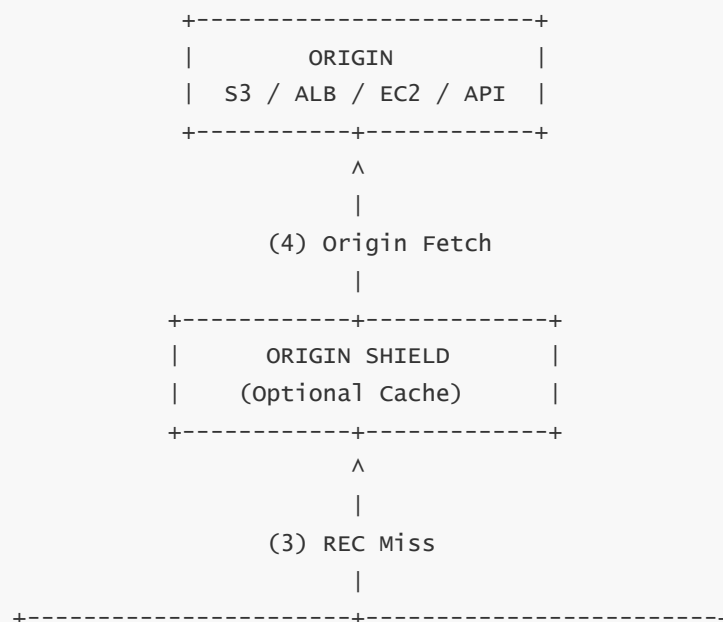 +------------------------+
|        ORIGIN          |
|  S3 / ALB / EC2 / API  |
+-----------+------------+
^
|
(4) Origin Fetch
|
+------------+-------------+
|       ORIGIN SHIELD      |
|     (Optional Cache)     |
+------------+-------------+
^
|
(3) REC Miss
|
+-----------------------+-------------------------+